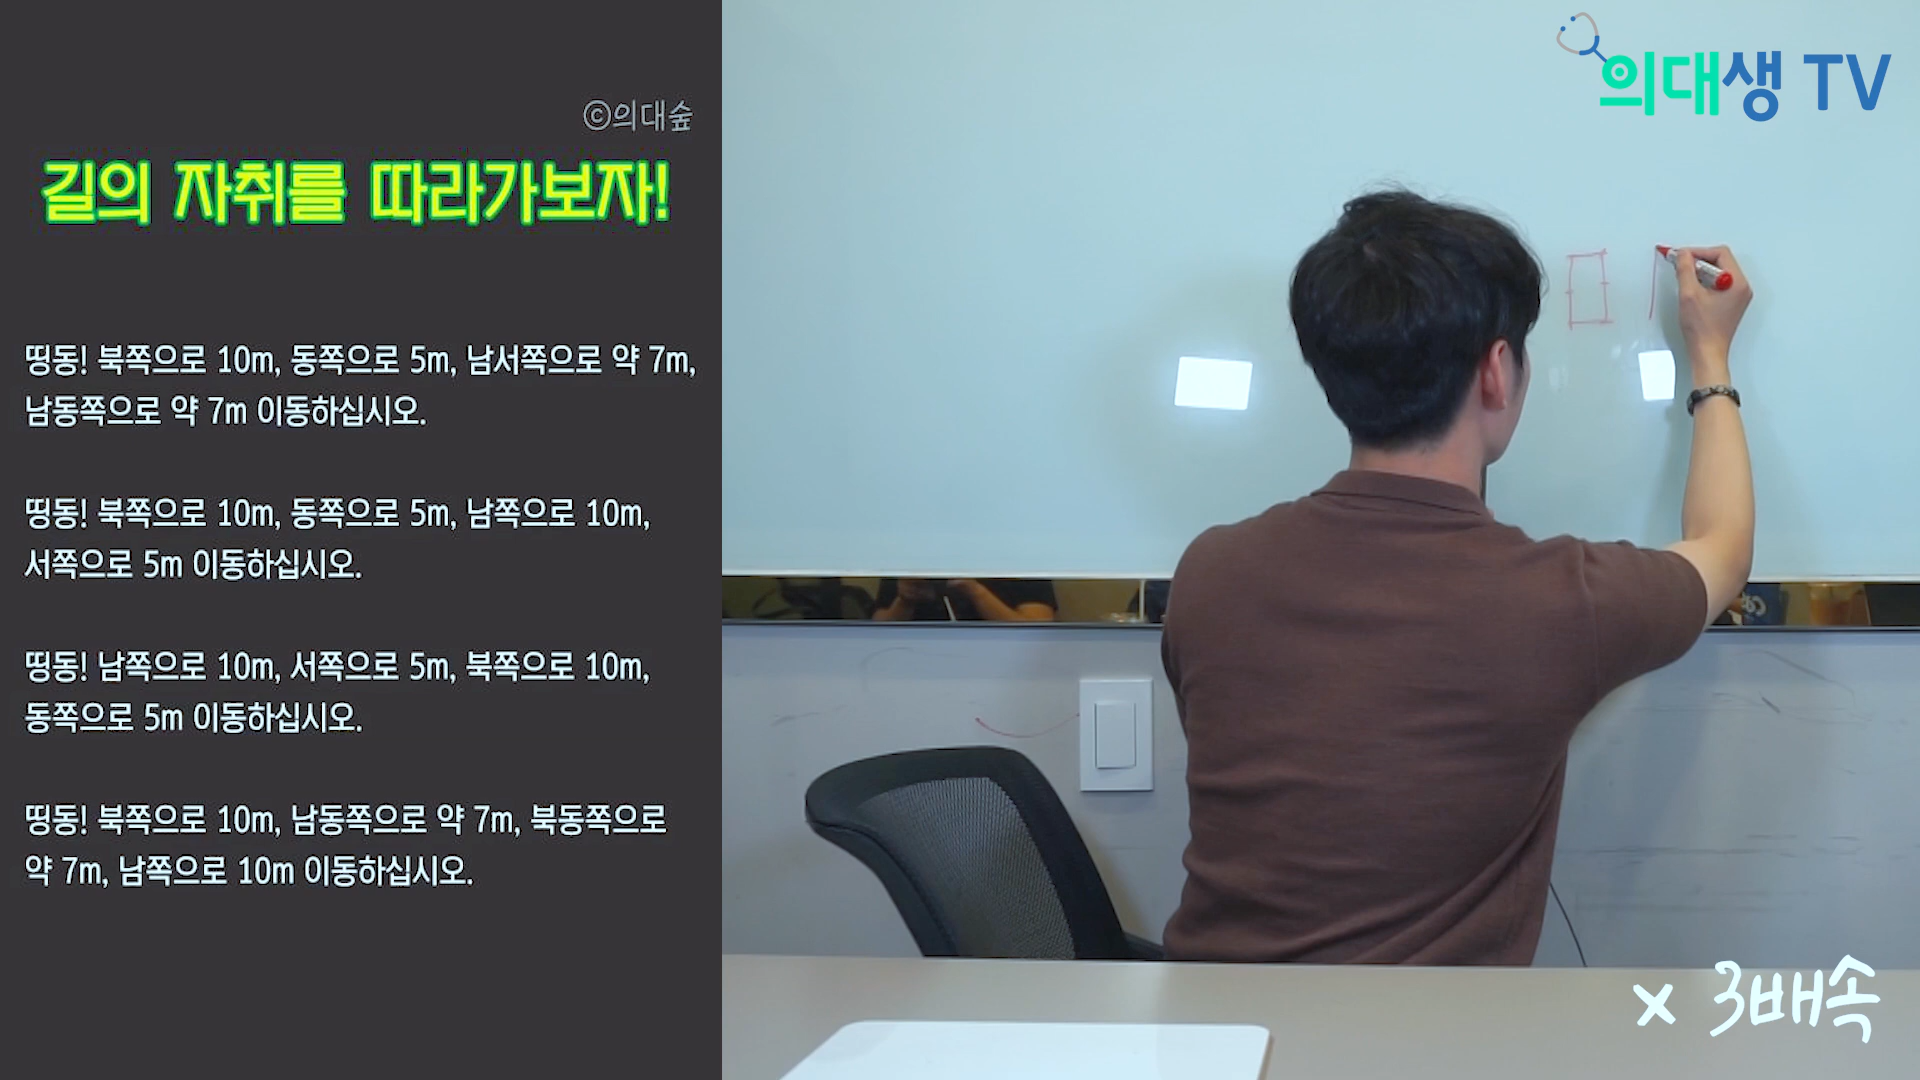 ⓒ의대숲
길의 자취를 따라가보자!
띵동! 북쪽으로 10m, 동쪽으로 5m, 남서쪽으로 약 7m,
남동쪽으로 약 7m 이동하십시오.
띵동! 북쪽으로 10m, 동쪽으로 5m, 남쪽으로 10m,
서쪽으로 5m 이동하십시오.
띵동! 남쪽으로 10m, 서쪽으로 5m, 북쪽으로 10m,
동쪽으로 5m 이동하십시오.
띵동! 북쪽으로 10m, 남동쪽으로 약 7m, 북동쪽으로
약 7m, 남쪽으로 10m 이동하십시오.
의대생 TV
x 3배속